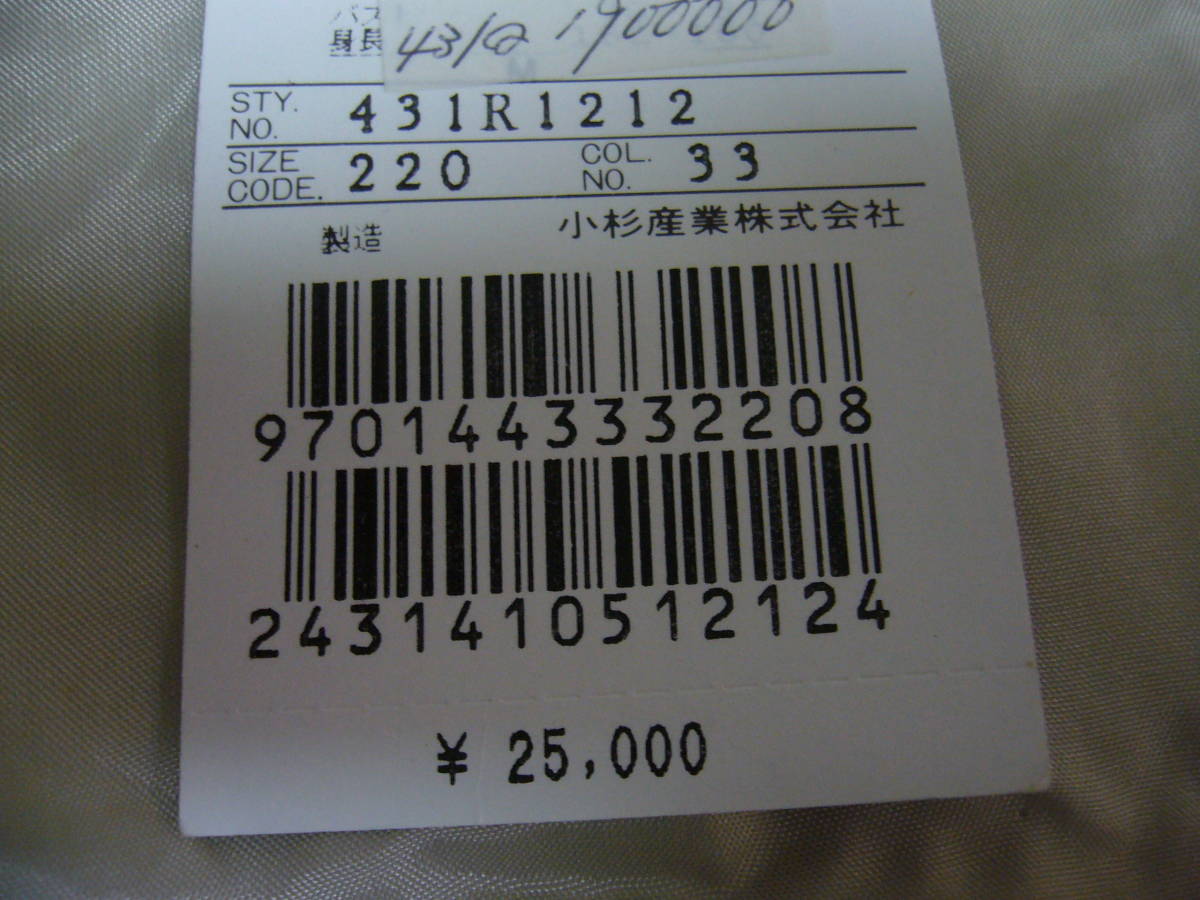 バス
身長
431Q 1900000
M
STY. NO. 431R1212
SIZE CODE. 220 COL. NO. 33
製造 小杉産業株式会社
9701443332208
2431410512124
¥ 25,000